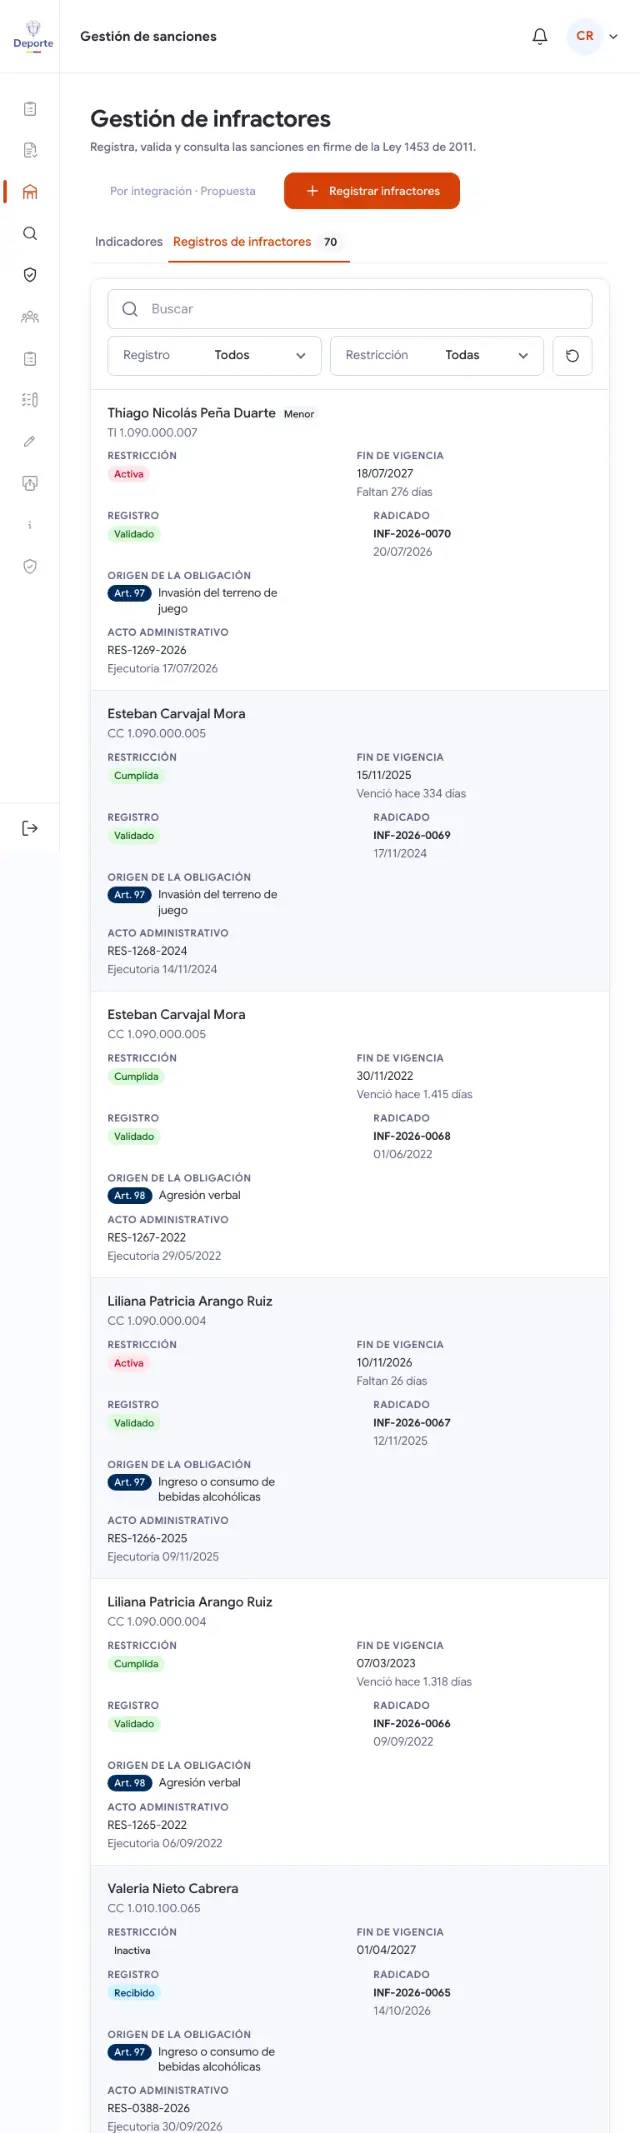 Deporte
Gestión de sanciones
CR
Gestión de infractores
Registra, valida y consulta las sanciones en firme de la Ley 1453 de 2011.
Por integración · Propuesta
+ Registrar infractores
Indicadores
Registros de infractores 70
Buscar
Registro Todos
Restricción Todas
Thiago Nicolás Peña Duarte Menor
TI 1.090.000.007
RESTRICCIÓN
Activa
FIN DE VIGENCIA
18/07/2027
Faltan 276 días
REGISTRO
Validado
RADICADO
INF-2026-0070
20/07/2026
ORIGEN DE LA OBLIGACIÓN
Art. 97 Invasión del terreno de
juego
ACTO ADMINISTRATIVO
RES-1269-2026
Ejecutoria 17/07/2026
Esteban Carvajal Mora
CC 1.090.000.005
RESTRICCIÓN
Cumplida
FIN DE VIGENCIA
15/11/2025
Venció hace 334 días
REGISTRO
Validado
RADICADO
INF-2026-0069
17/11/2024
ORIGEN DE LA OBLIGACIÓN
Art. 97 Invasión del terreno de
juego
ACTO ADMINISTRATIVO
RES-1268-2024
Ejecutoria 14/11/2024
Esteban Carvajal Mora
CC 1.090.000.005
RESTRICCIÓN
Cumplida
FIN DE VIGENCIA
30/11/2022
Venció hace 1.415 días
REGISTRO
Validado
RADICADO
INF-2026-0068
01/06/2022
ORIGEN DE LA OBLIGACIÓN
Art. 98 Agresión verbal
ACTO ADMINISTRATIVO
RES-1267-2022
Ejecutoria 29/05/2022
Liliana Patricia Arango Ruiz
CC 1.090.000.004
RESTRICCIÓN
Activa
FIN DE VIGENCIA
10/11/2026
Faltan 26 días
REGISTRO
Validado
RADICADO
INF-2026-0067
12/11/2025
ORIGEN DE LA OBLIGACIÓN
Art. 97 Ingreso o consumo de
bebidas alcohólicas
ACTO ADMINISTRATIVO
RES-1266-2025
Ejecutoria 09/11/2025
Liliana Patricia Arango Ruiz
CC 1.090.000.004
RESTRICCIÓN
Cumplida
FIN DE VIGENCIA
07/03/2023
Venció hace 1.318 días
REGISTRO
Validado
RADICADO
INF-2026-0066
09/09/2022
ORIGEN DE LA OBLIGACIÓN
Art. 98 Agresión verbal
ACTO ADMINISTRATIVO
RES-1265-2022
Ejecutoria 06/09/2022
Valeria Nieto Cabrera
CC 1.010.100.065
RESTRICCIÓN
Inactiva
FIN DE VIGENCIA
01/04/2027
REGISTRO
Recibido
RADICADO
INF-2026-0065
14/10/2026
ORIGEN DE LA OBLIGACIÓN
Art. 97 Ingreso o consumo de
bebidas alcohólicas
ACTO ADMINISTRATIVO
RES-0388-2026
Ejecutoria 30/09/2026